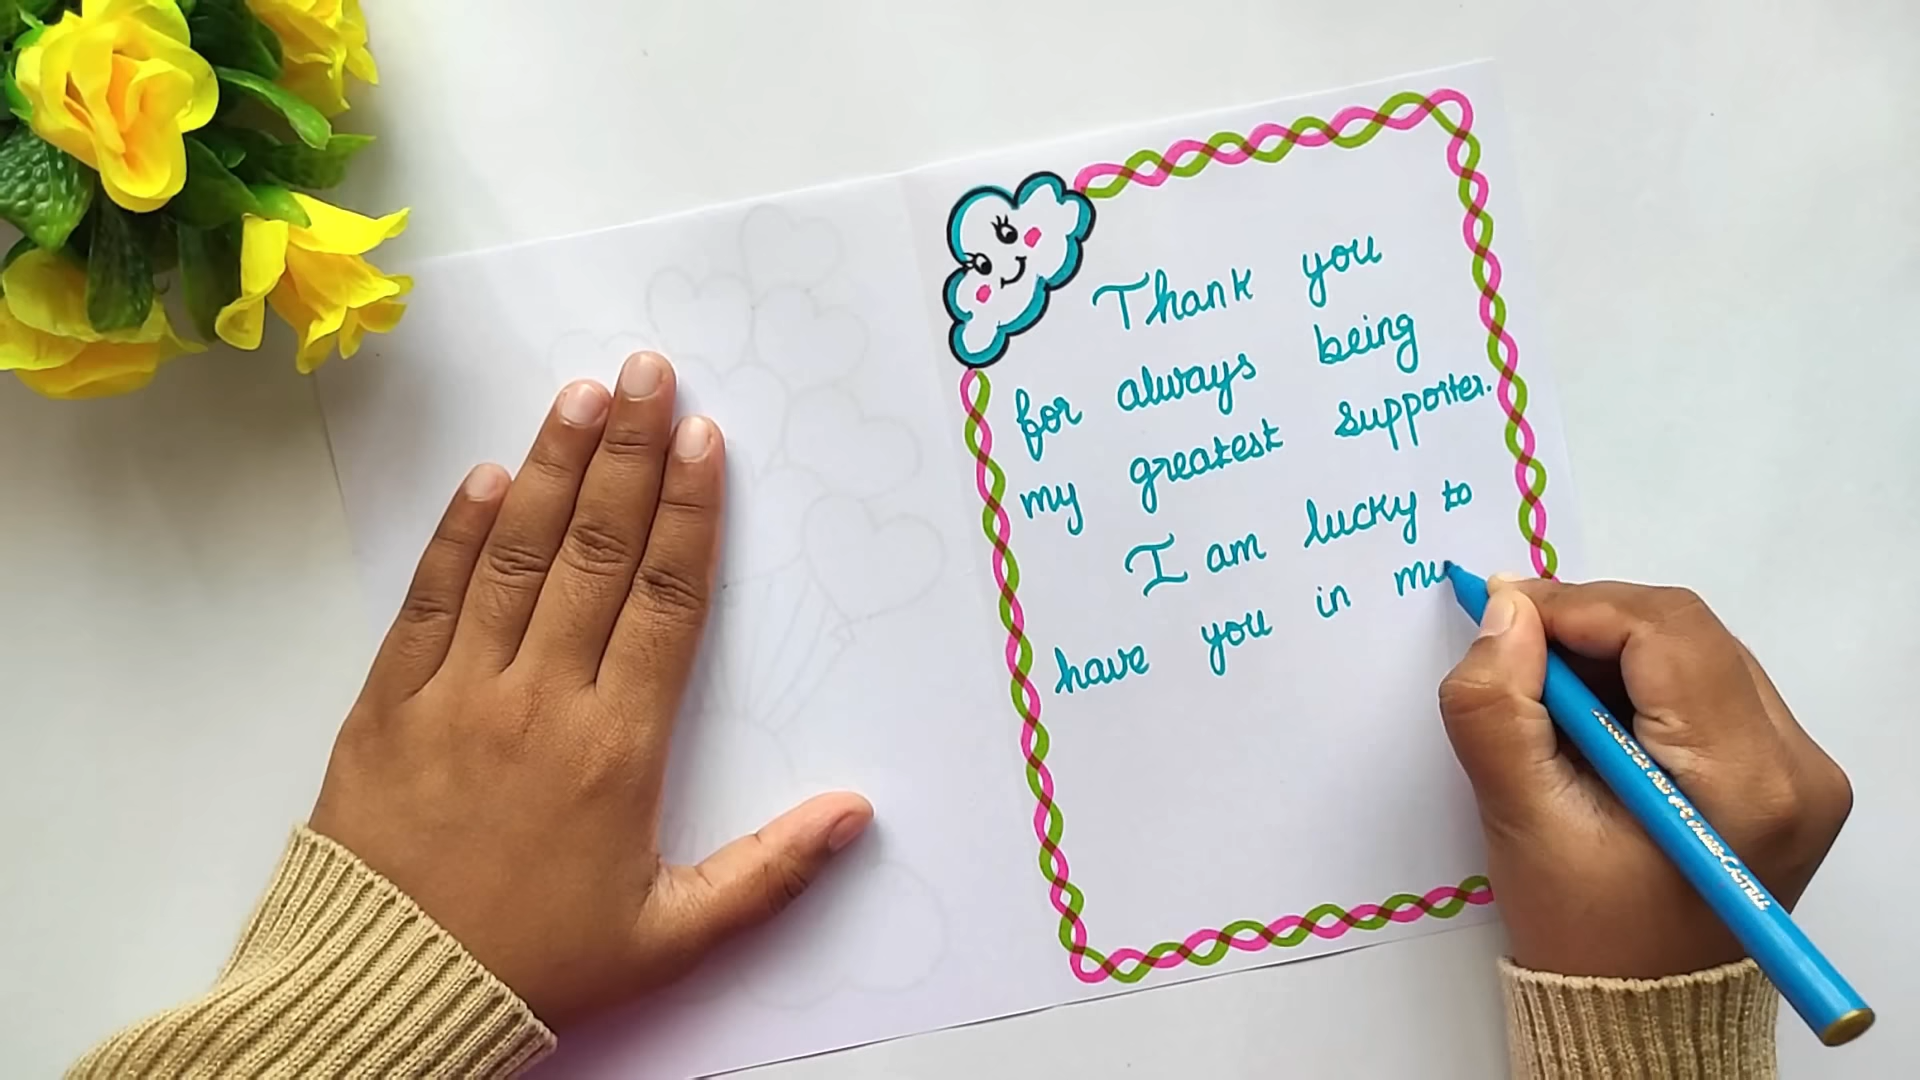 Thank you
for always being
my greatest supporter.
I am lucky to
have you in